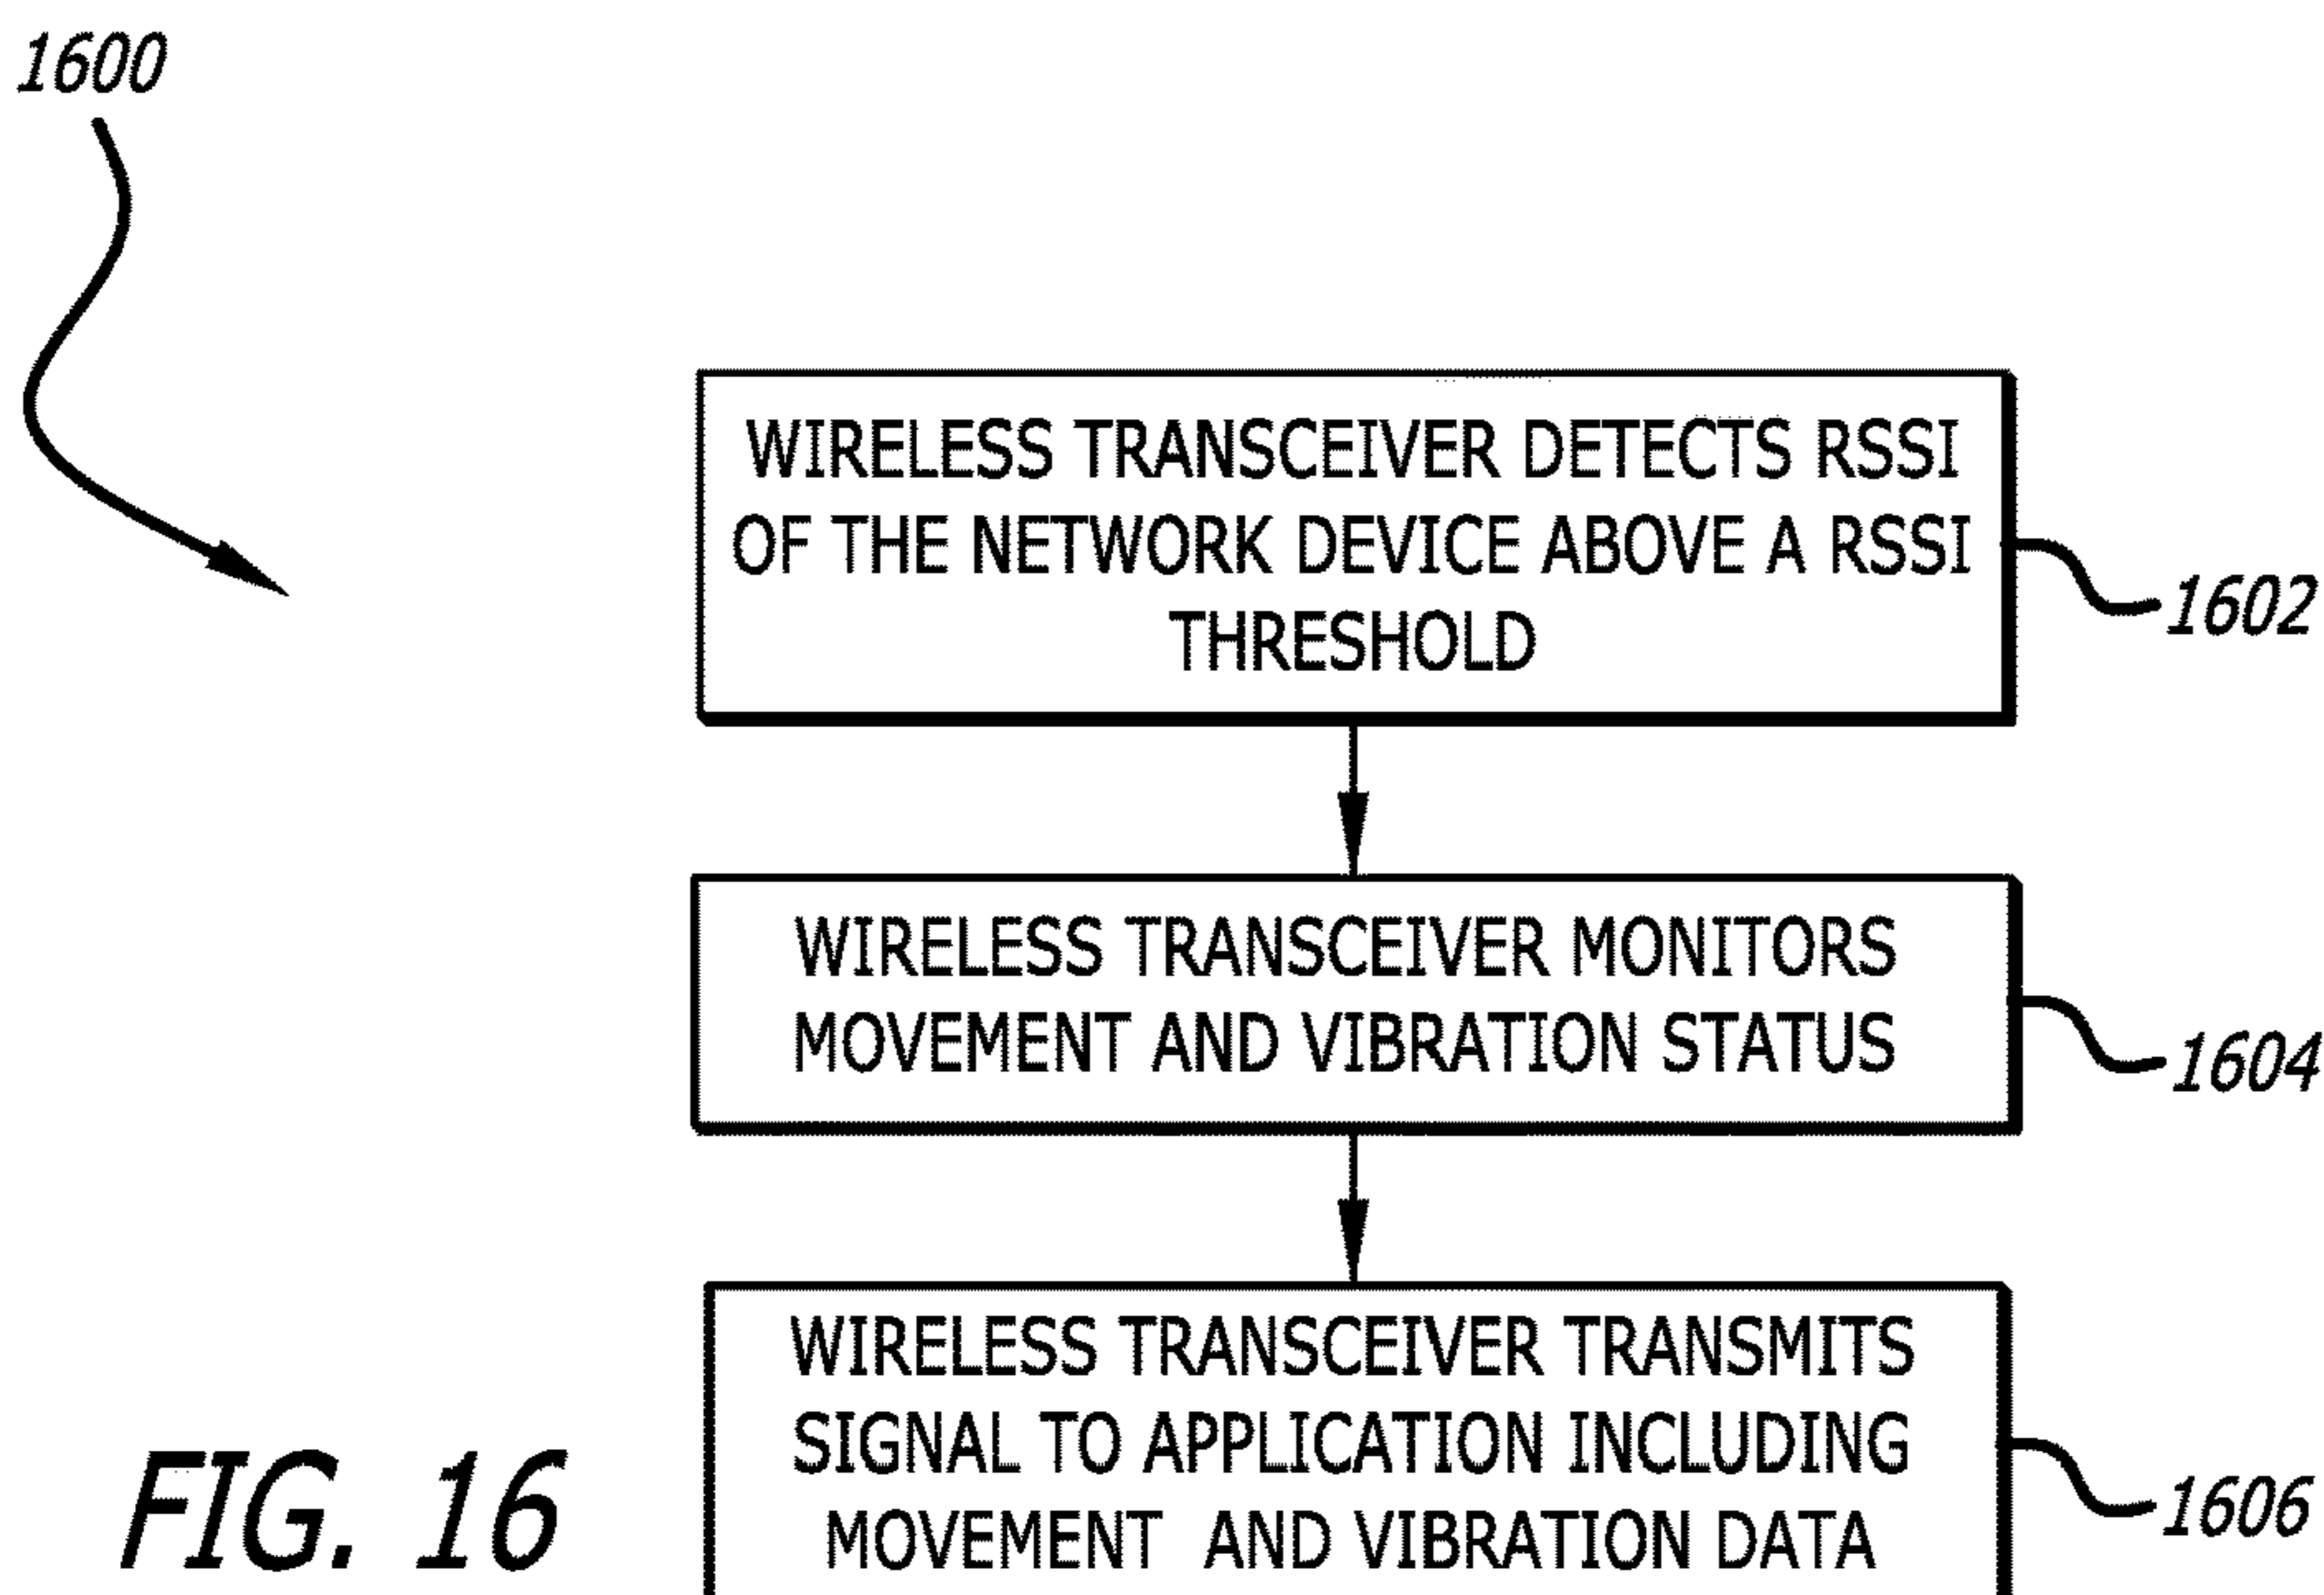 1600
WIRELESS TRANSCEIVER DETECTS RSSI
OF THE NETWORK DEVICE ABOVE A RSSI
THRESHOLD
1602
WIRELESS TRANSCEIVER MONITORS
MOVEMENT AND VIBRATION STATUS
1604
WIRELESS TRANSCEIVER TRANSMITS
SIGNAL TO APPLICATION INCLUDING
MOVEMENT AND VIBRATION DATA
1606
FIG. 16